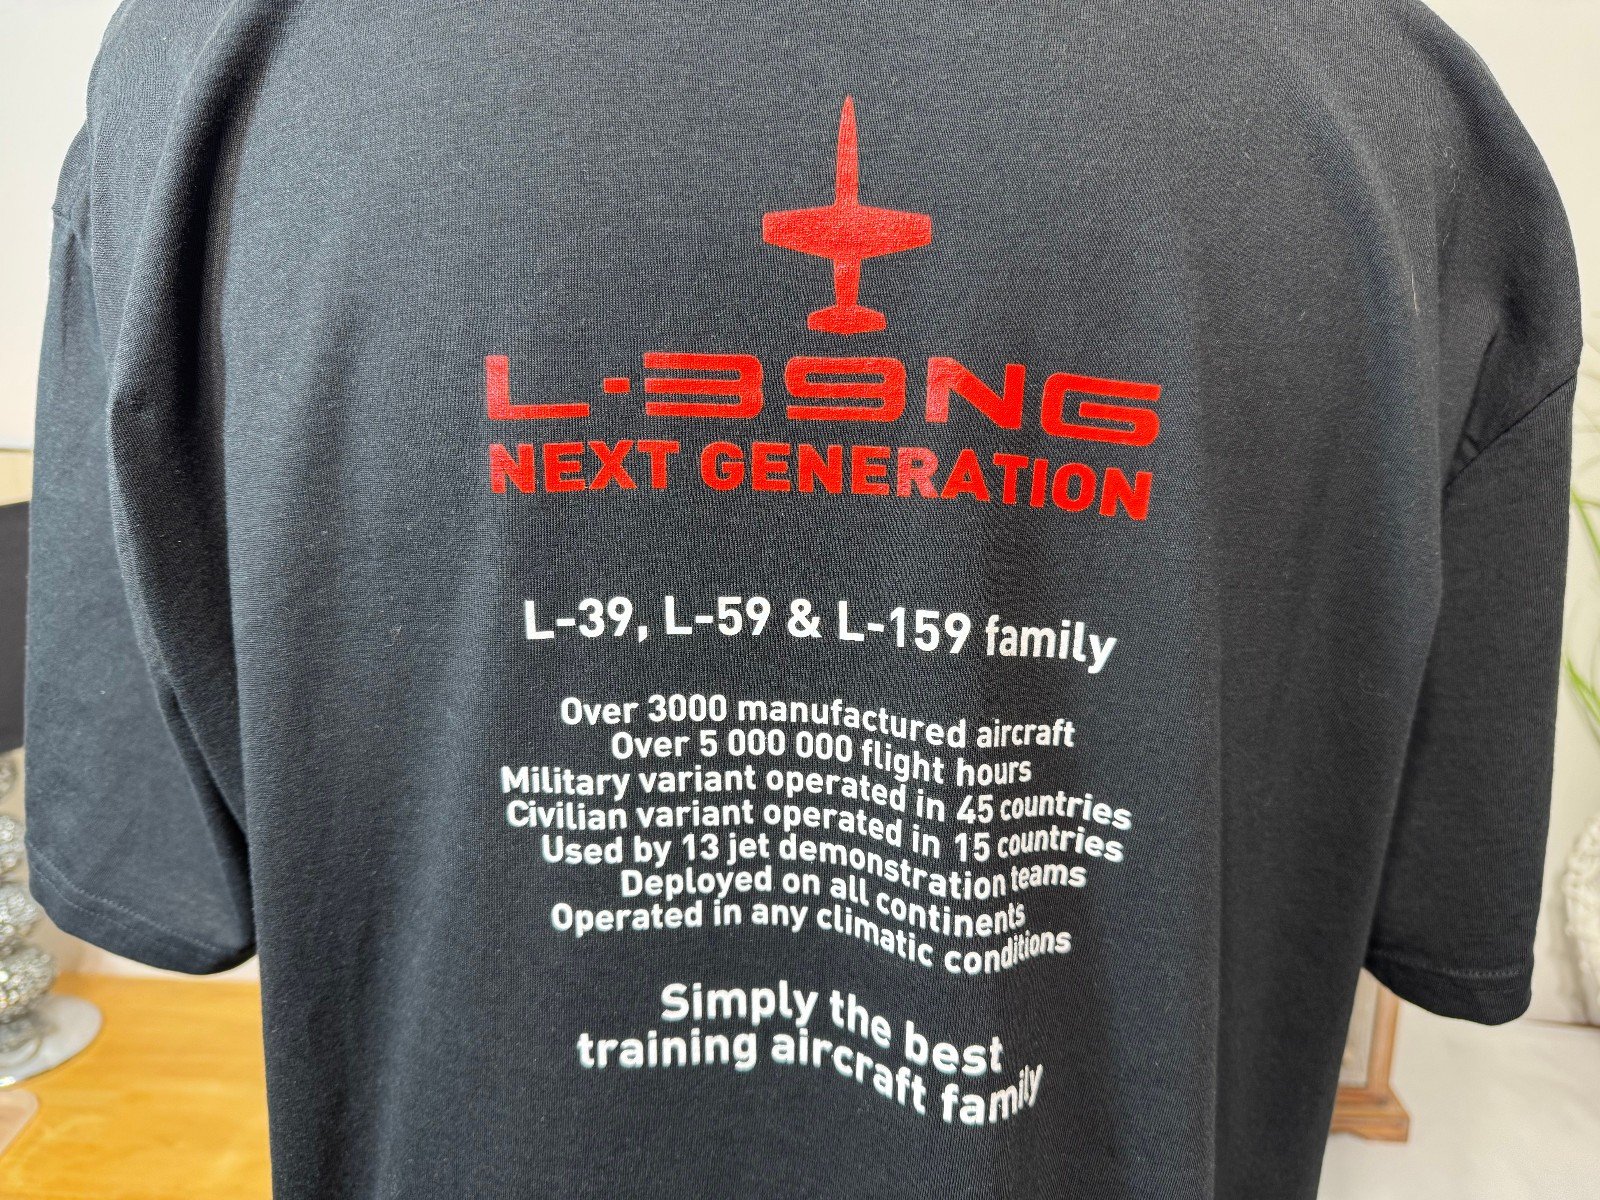 L-39NG
NEXT GENERATION
L-39, L-59 & L-159 family
Over 3000 manufactured aircraft
Over 5 000 000 flight hours
Military variant operated in 45 countries
Civilian variant operated in 15 countries
Used by 13 jet demonstration teams
Deployed on all continents
Operated in any climatic conditions
Simply the best
training aircraft family